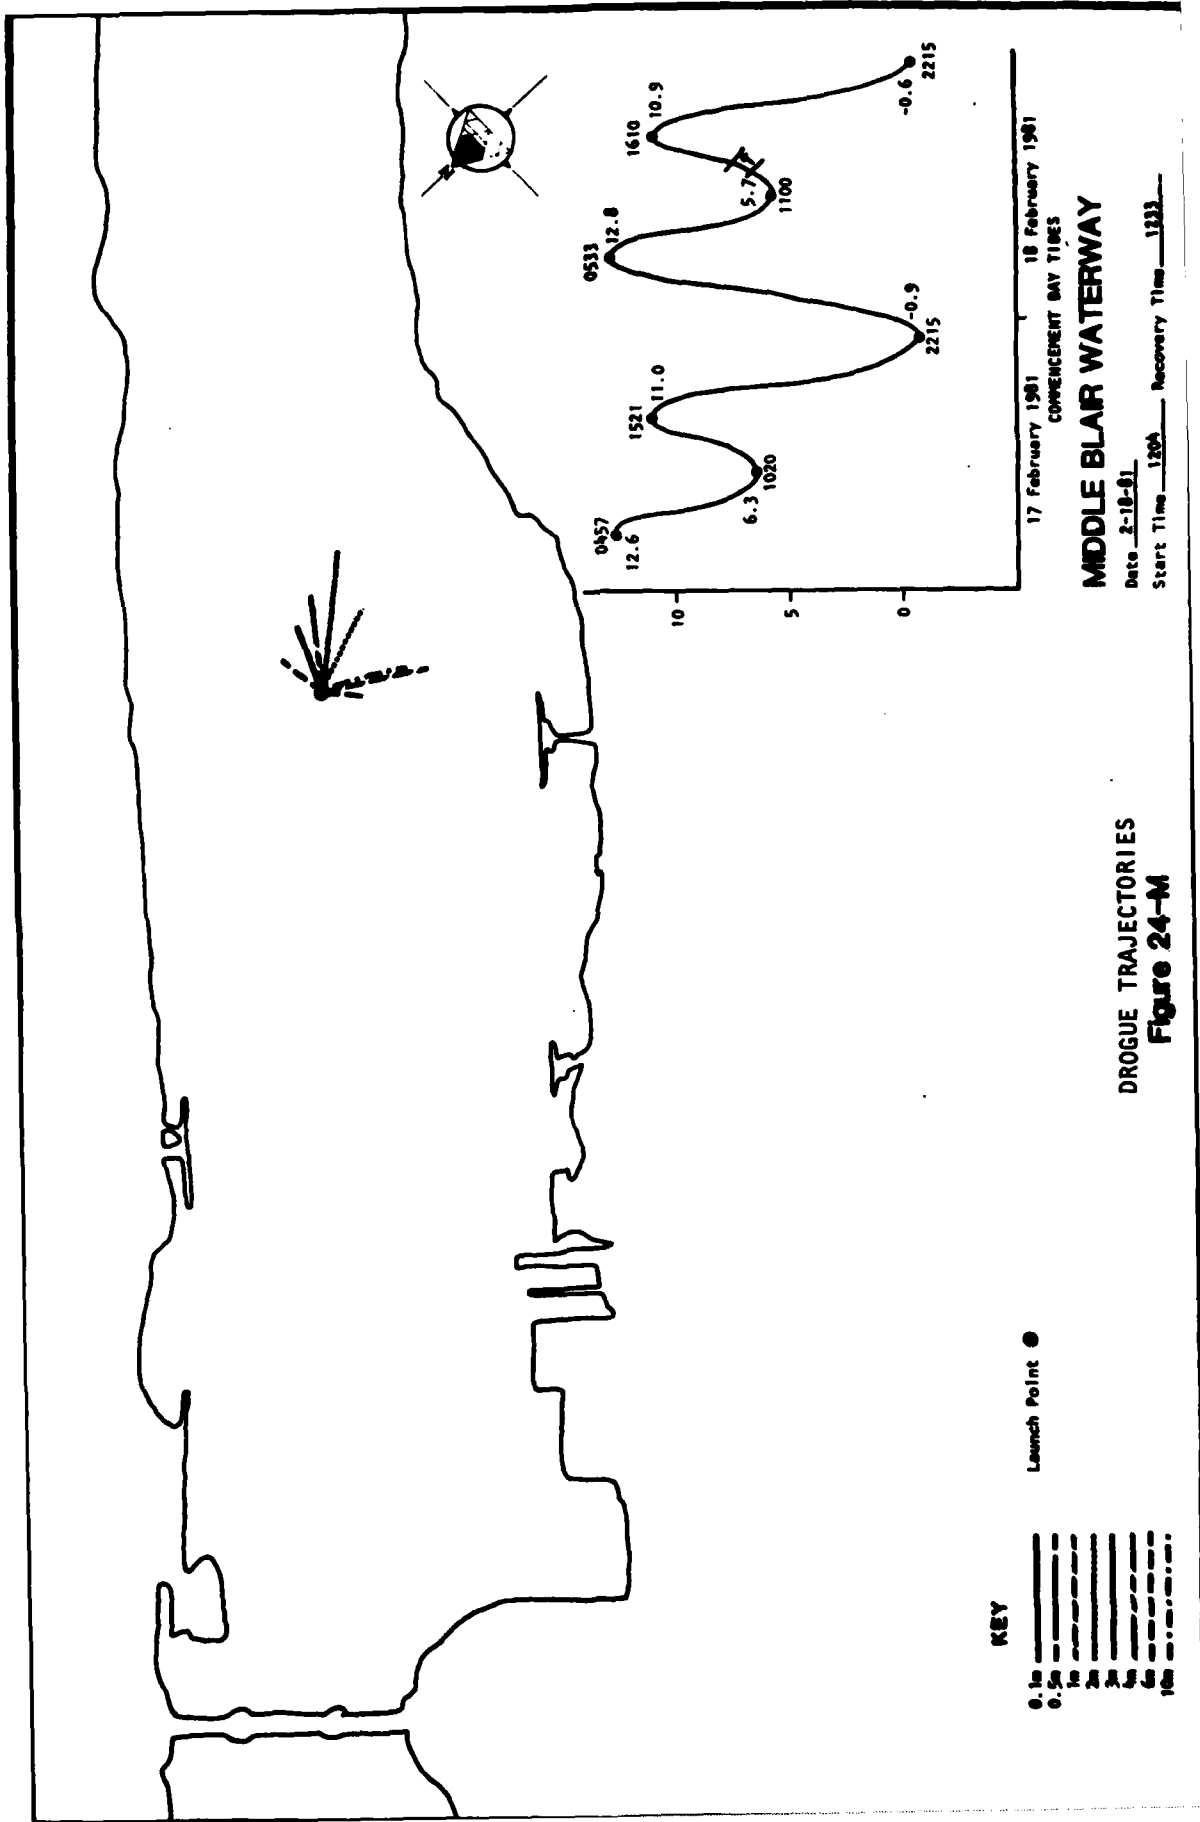 N
0457
12.6
6.3
1020
1521
11.0
2215
-0.9
0533
12.8
5.7
1100
1610
10.9
-0.6
2215
10
5
0
17 February 1981
18 February 1981
COMMENCEMENT BAY TIDES
MIDDLE BLAIR WATERWAY
Date 2-18-81
Start Time 1204 Recovery Time 1233
DROGUE TRAJECTORIES
Figure 24-M
KEY
Launch Point
0.1m
0.5m
1m
2m
3m
4m
6m
10m